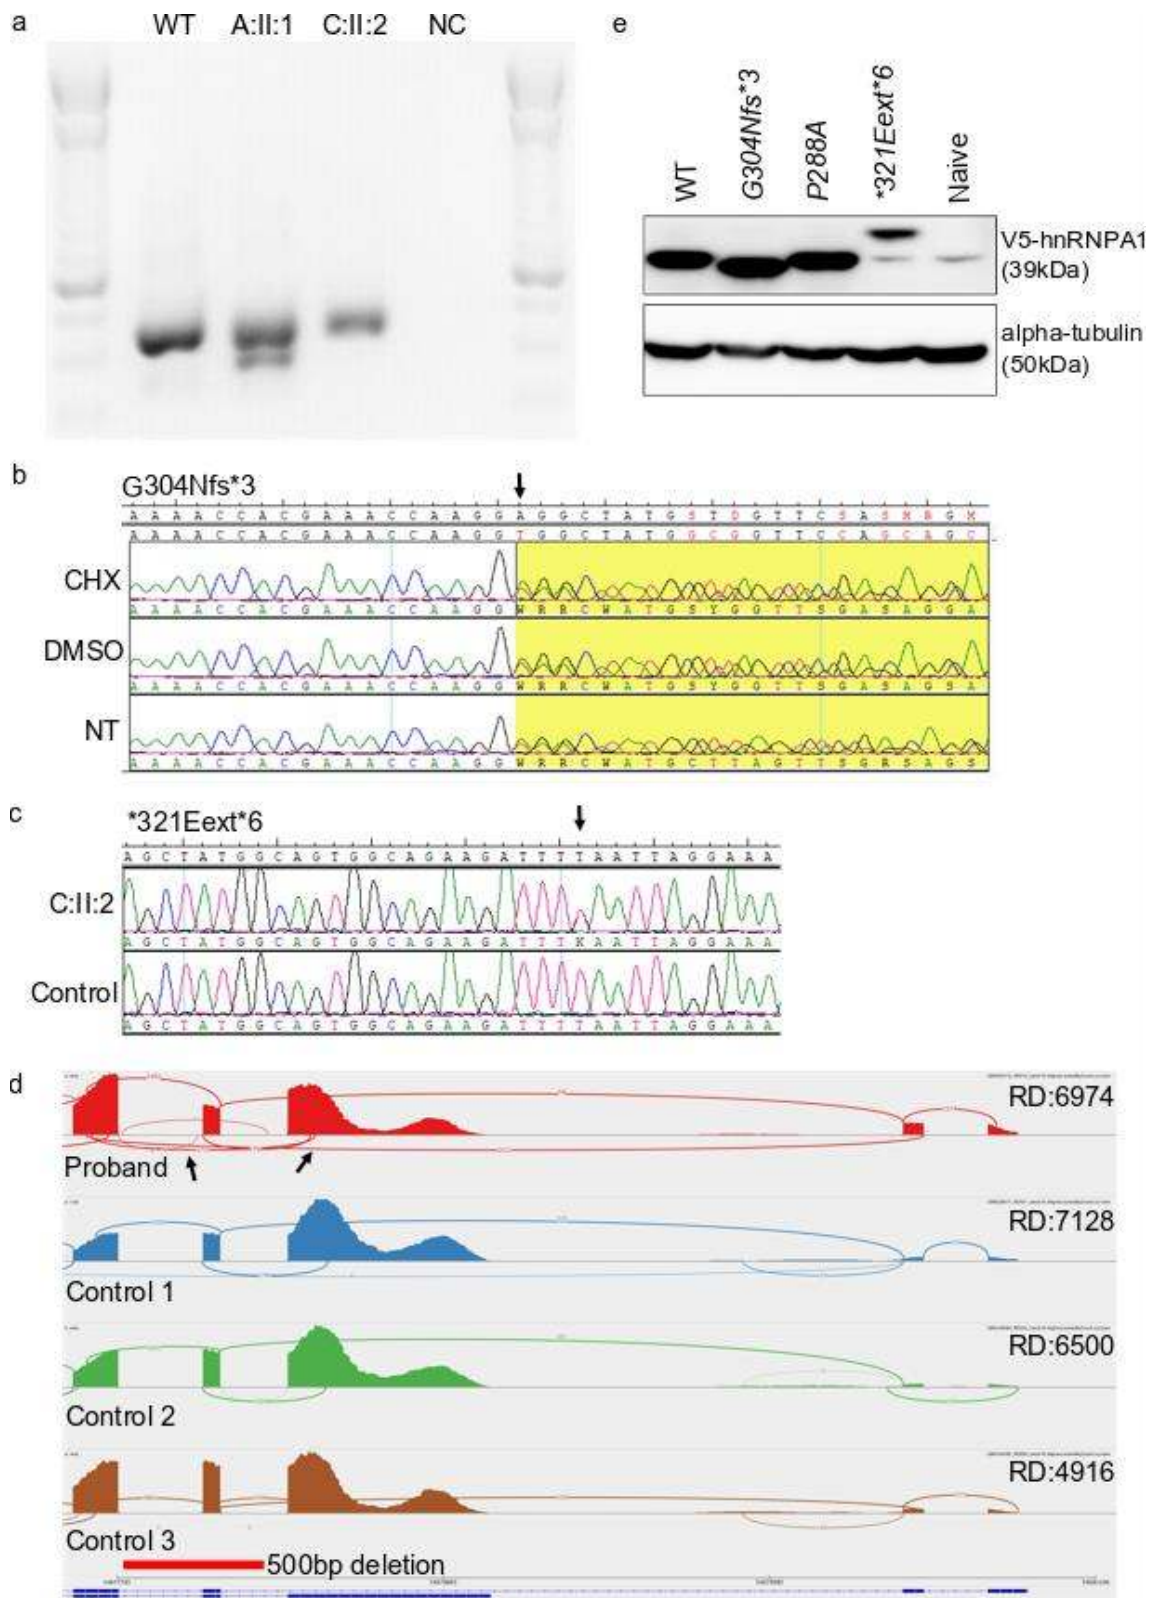 a
WT A:II:1 C:II:2 NC
e
WT G304Nfs*3 P288A *321Eext*6 Naive
V5-hnRNPA1
(39kDa)
alpha-tubulin
(50kDa)
b
G304Nfs*3
A A A A C C A C G A A A C C A A G G A G G C T A T G S T D G T T C S A S M R G M
A A A A C C A C G A A A C C A A G G T G G C T A T G G C G G T T C C A G C A G C
CHX
A A A A C C A C G A A A C C A A G G W R R C W A T G S Y G G T T S G A S A G G A
DMSO
A A A A C C A C G A A A C C A A G G W R R C W A T G S Y G G T T S G A S A G S A
NT
A A A A C C A C G A A A C C A A G G W R R C W A T G C T T A G T T S G R S A G S
c
*321Eext*6
A G C T A T G G C A G T G G C A G A A G A T T T T A A T T A G G A A A
C:II:2
A G C T A T G G C A G T G G C A G A A G A T T T K A A T T A G G A A A
Control
A G C T A T G G C A G T G G C A G A A G A T T T T A A T T A G G A A A
d
RD:6974
Proband
RD:7128
Control 1
RD:6500
Control 2
RD:4916
Control 3
500bp deletion